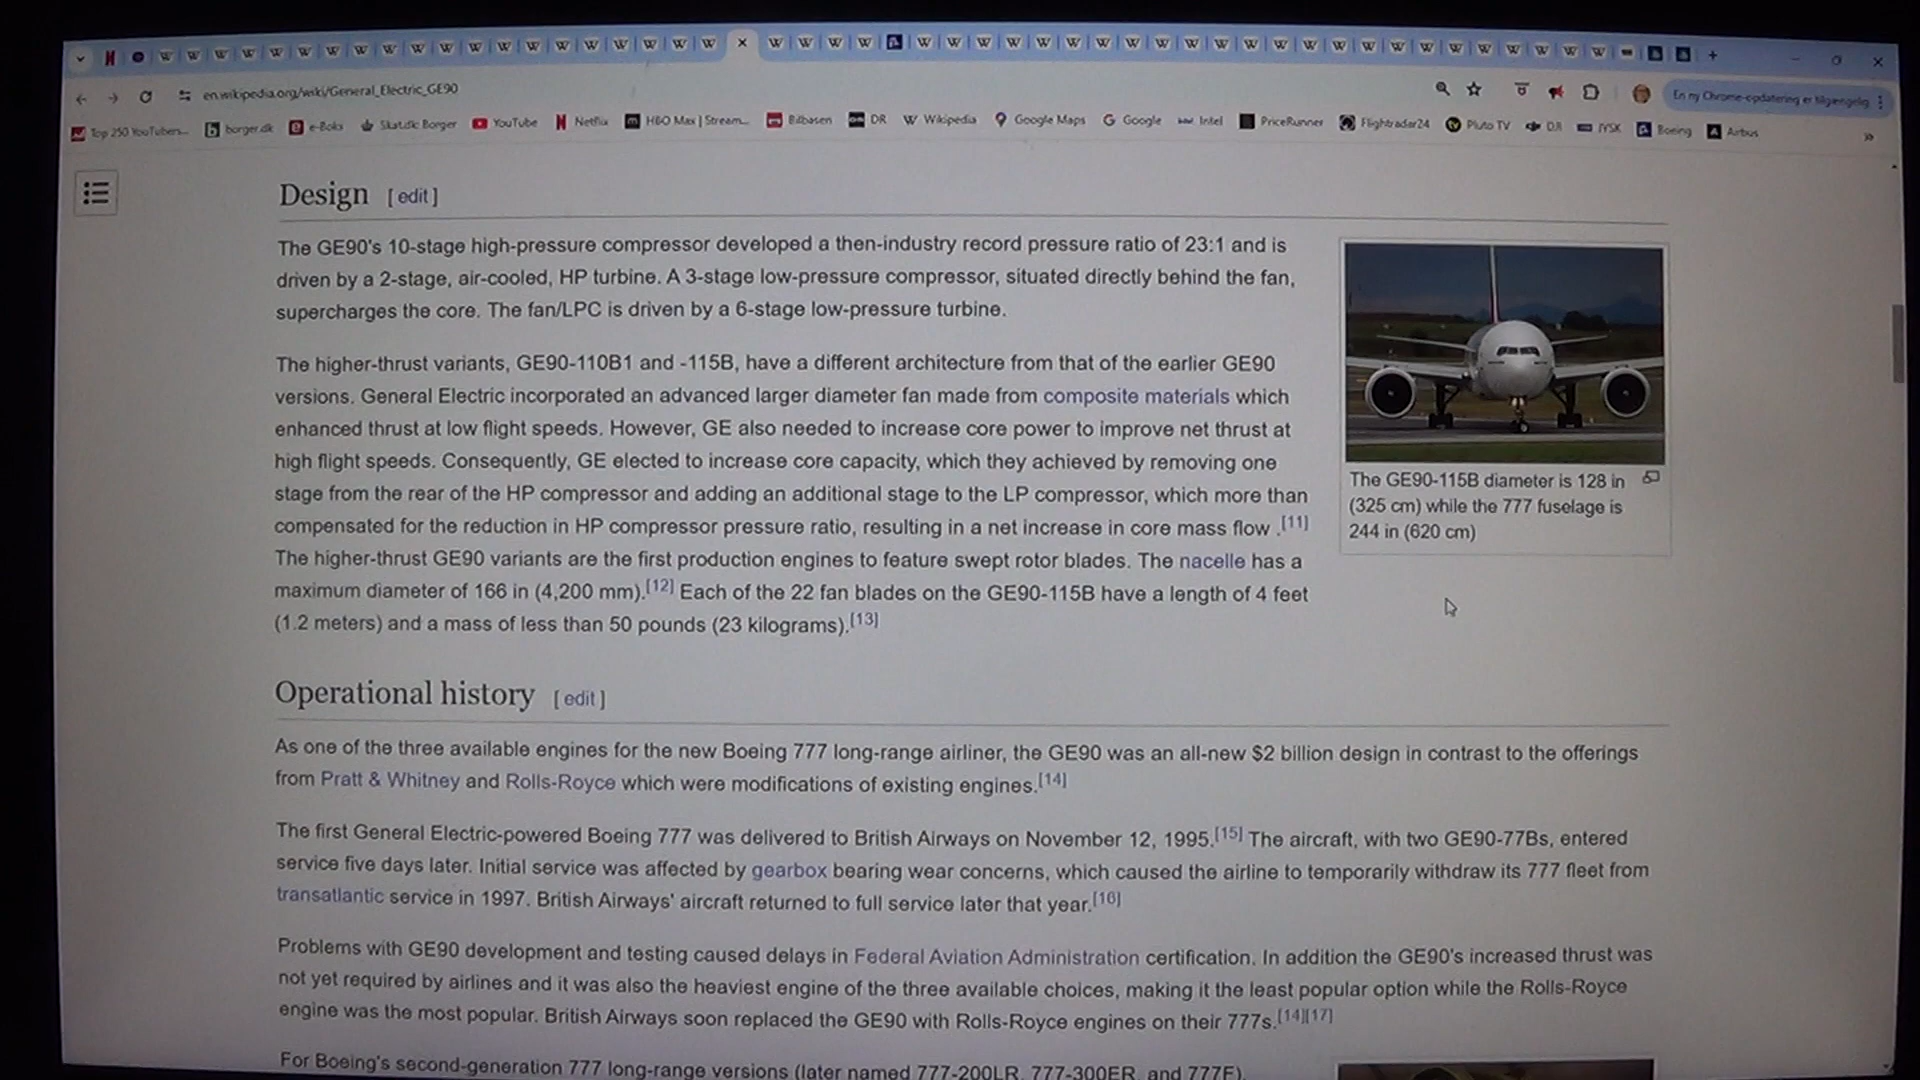 en.wikipedia.org/wiki/General_Electric_GE90
En ny Chrome-opdatering er tilgængelig
Top 250 YouTubers... borger.dk e-Boks Skat.dk: Borger YouTube Netflix HBO Max | Stream... Bilbasen DR Wikipedia Google Maps Google Intel PriceRunner Flightradar24 Pluto TV DR JYSK Boeing Airbus
Design [ edit ]
The GE90's 10-stage high-pressure compressor developed a then-industry record pressure ratio of 23:1 and is
driven by a 2-stage, air-cooled, HP turbine. A 3-stage low-pressure compressor, situated directly behind the fan,
supercharges the core. The fan/LPC is driven by a 6-stage low-pressure turbine.
The higher-thrust variants, GE90-110B1 and -115B, have a different architecture from that of the earlier GE90
versions. General Electric incorporated an advanced larger diameter fan made from composite materials which
enhanced thrust at low flight speeds. However, GE also needed to increase core power to improve net thrust at
high flight speeds. Consequently, GE elected to increase core capacity, which they achieved by removing one
stage from the rear of the HP compressor and adding an additional stage to the LP compressor, which more than
compensated for the reduction in HP compressor pressure ratio, resulting in a net increase in core mass flow .[11]
The higher-thrust GE90 variants are the first production engines to feature swept rotor blades. The nacelle has a
maximum diameter of 166 in (4,200 mm).[12] Each of the 22 fan blades on the GE90-115B have a length of 4 feet
(1.2 meters) and a mass of less than 50 pounds (23 kilograms).[13]
The GE90-115B diameter is 128 in
(325 cm) while the 777 fuselage is
244 in (620 cm)
Operational history [ edit ]
As one of the three available engines for the new Boeing 777 long-range airliner, the GE90 was an all-new $2 billion design in contrast to the offerings
from Pratt & Whitney and Rolls-Royce which were modifications of existing engines.[14]
The first General Electric-powered Boeing 777 was delivered to British Airways on November 12, 1995.[15] The aircraft, with two GE90-77Bs, entered
service five days later. Initial service was affected by gearbox bearing wear concerns, which caused the airline to temporarily withdraw its 777 fleet from
transatlantic service in 1997. British Airways' aircraft returned to full service later that year.[16]
Problems with GE90 development and testing caused delays in Federal Aviation Administration certification. In addition the GE90's increased thrust was
not yet required by airlines and it was also the heaviest engine of the three available choices, making it the least popular option while the Rolls-Royce
engine was the most popular. British Airways soon replaced the GE90 with Rolls-Royce engines on their 777s.[14][17]
For Boeing's second-generation 777 long-range versions (later named 777-200LR, 777-300ER, and 777F),